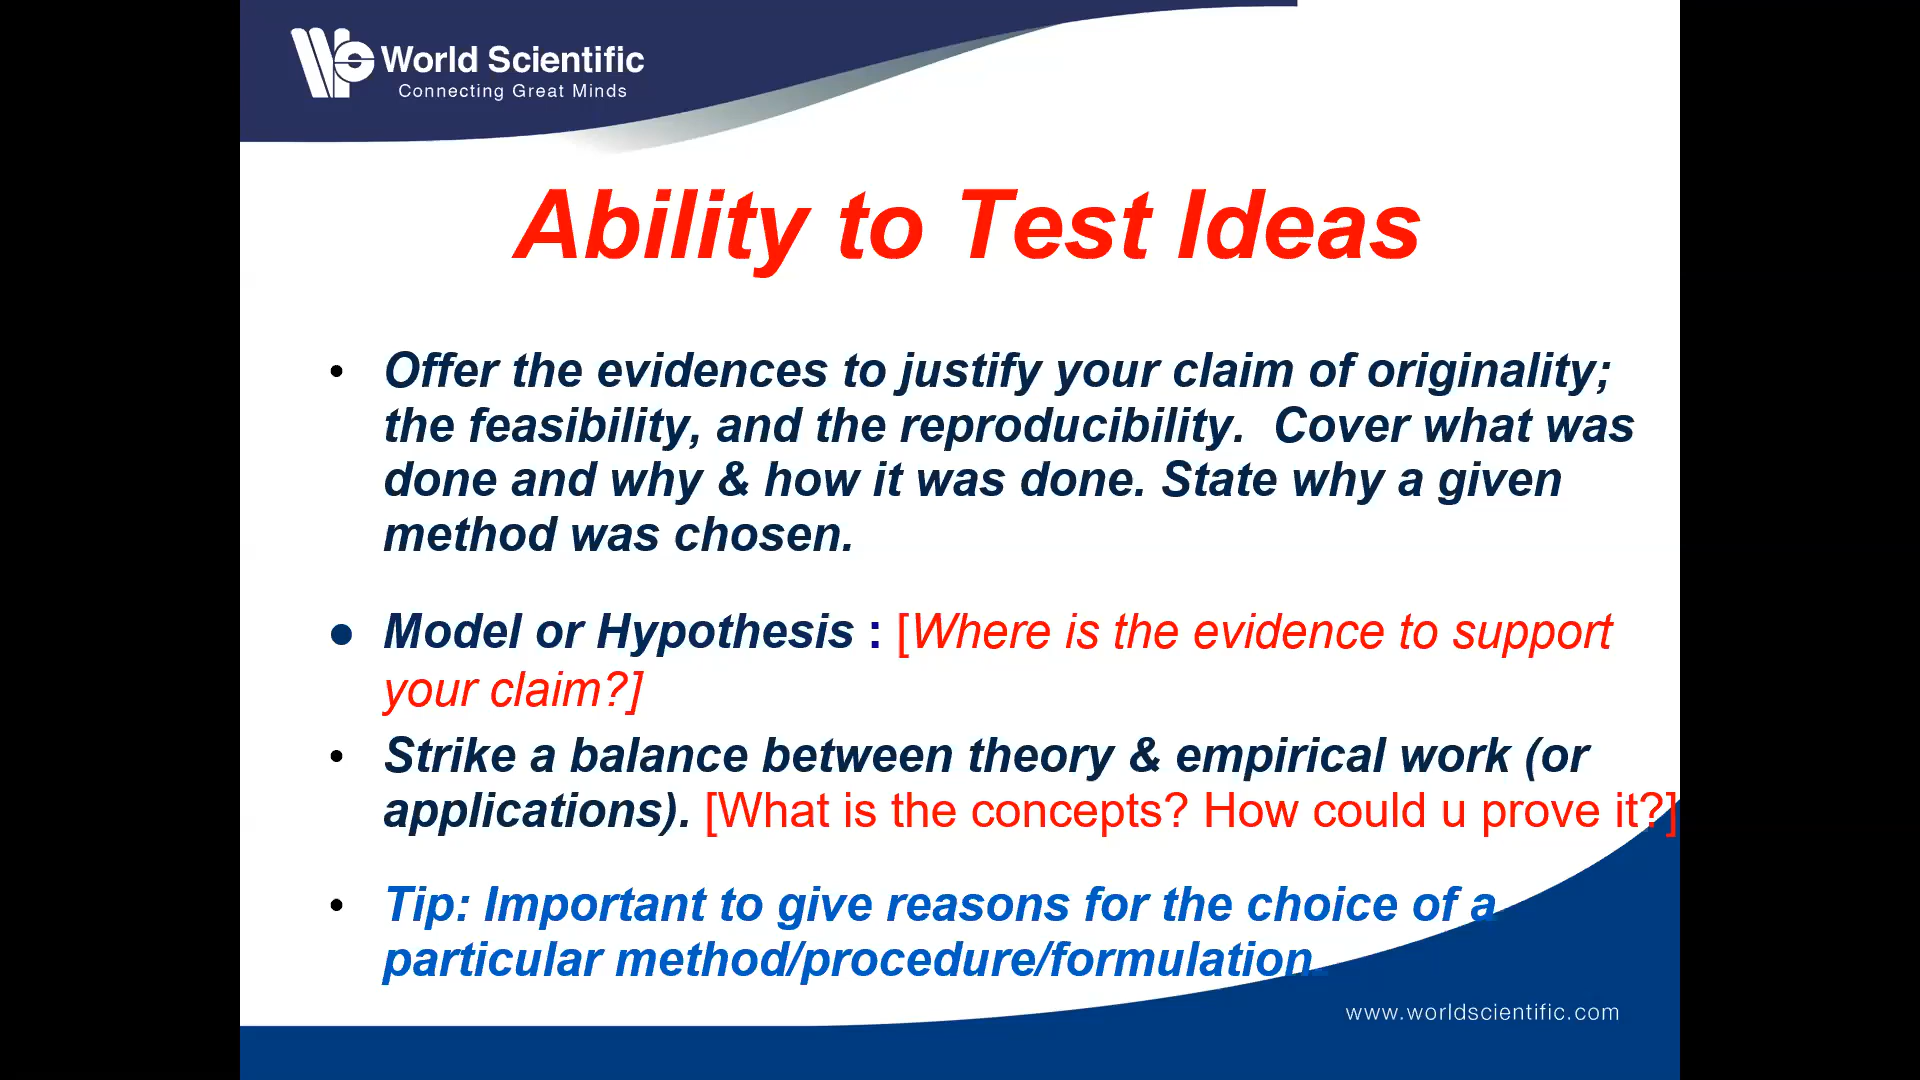 World Scientific
Connecting Great Minds
Ability to Test Ideas
• Offer the evidences to justify your claim of originality;
the feasibility, and the reproducibility.  Cover what was
done and why & how it was done. State why a given
method was chosen.
● Model or Hypothesis : [Where is the evidence to support
your claim?]
• Strike a balance between theory & empirical work (or
applications). [What is the concepts? How could u prove it?]
• Tip: Important to give reasons for the choice of a
particular method/procedure/formulation.
www.worldscientific.com